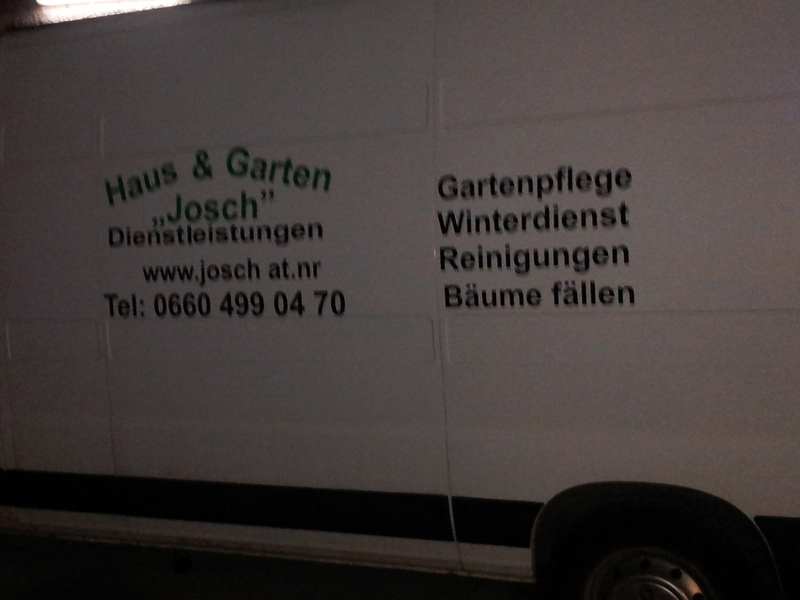 Haus & Garten
„Josch”
Dienstleistungen
www.josch at.nr
Tel: 0660 499 04 70
Gartenpflege
Winterdienst
Reinigungen
Bäume fällen